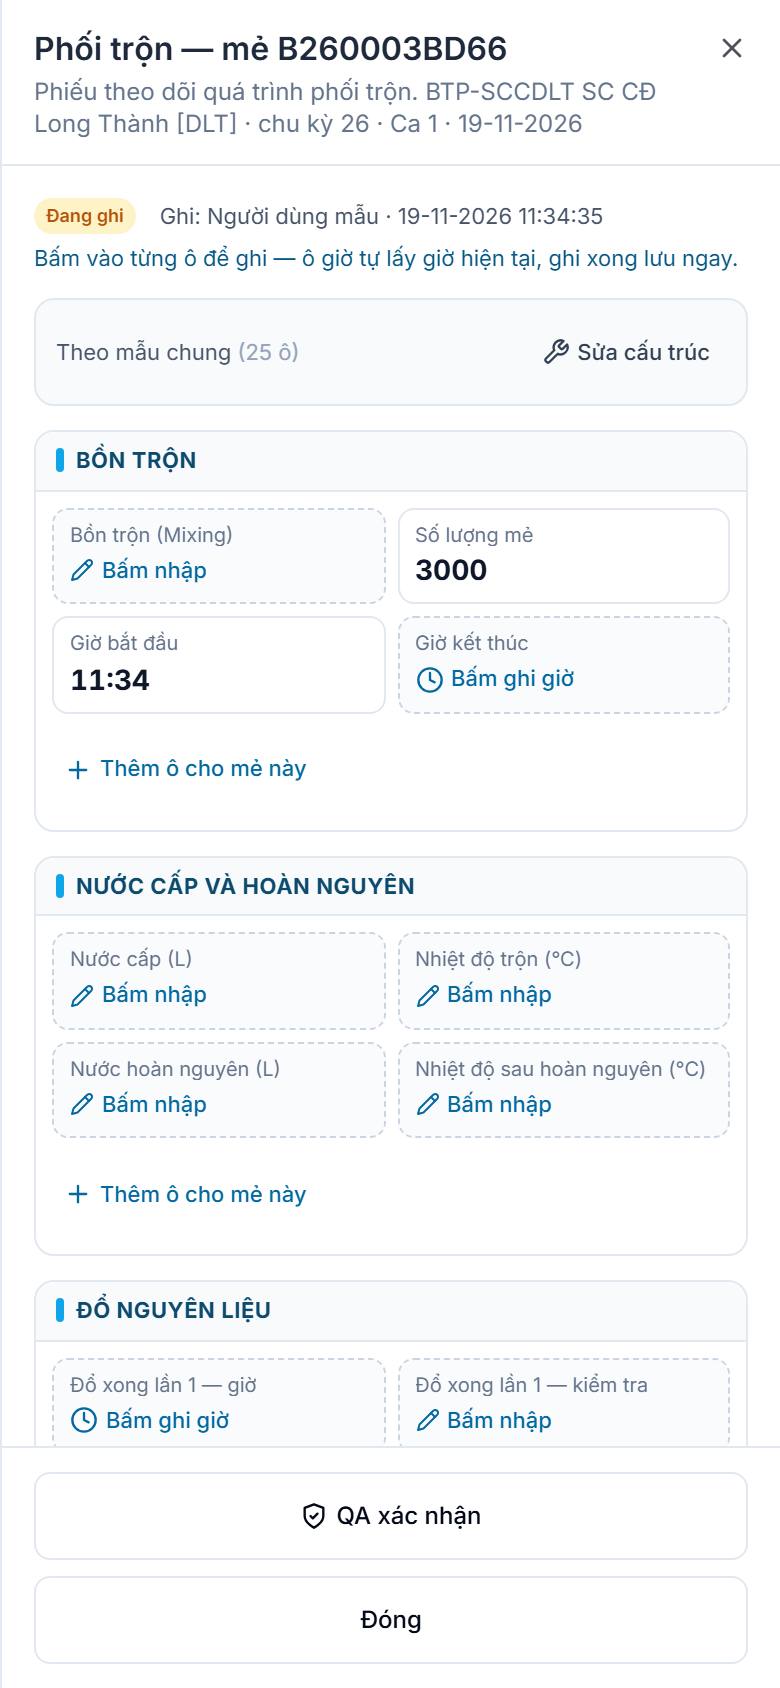 Phối trộn — mẻ B260003BD66
Phiếu theo dõi quá trình phối trộn. BTP-SCCDLT SC CĐ
Long Thành [DLT] · chu kỳ 26 · Ca 1 · 19-11-2026
Đang ghi Ghi: Người dùng mẫu · 19-11-2026 11:34:35
Bấm vào từng ô để ghi — ô giờ tự lấy giờ hiện tại, ghi xong lưu ngay.
Theo mẫu chung (25 ô) Sửa cấu trúc
BỒN TRỘN
Bồn trộn (Mixing) Số lượng mẻ
Bấm nhập 3000
Giờ bắt đầu Giờ kết thúc
11:34 Bấm ghi giờ
Thêm ô cho mẻ này
NƯỚC CẤP VÀ HOÀN NGUYÊN
Nước cấp (L) Nhiệt độ trộn (°C)
Bấm nhập Bấm nhập
Nước hoàn nguyên (L) Nhiệt độ sau hoàn nguyên (°C)
Bấm nhập Bấm nhập
Thêm ô cho mẻ này
ĐỔ NGUYÊN LIỆU
Đổ xong lần 1 — giờ Đổ xong lần 1 — kiểm tra
Bấm ghi giờ Bấm nhập
QA xác nhận
Đóng